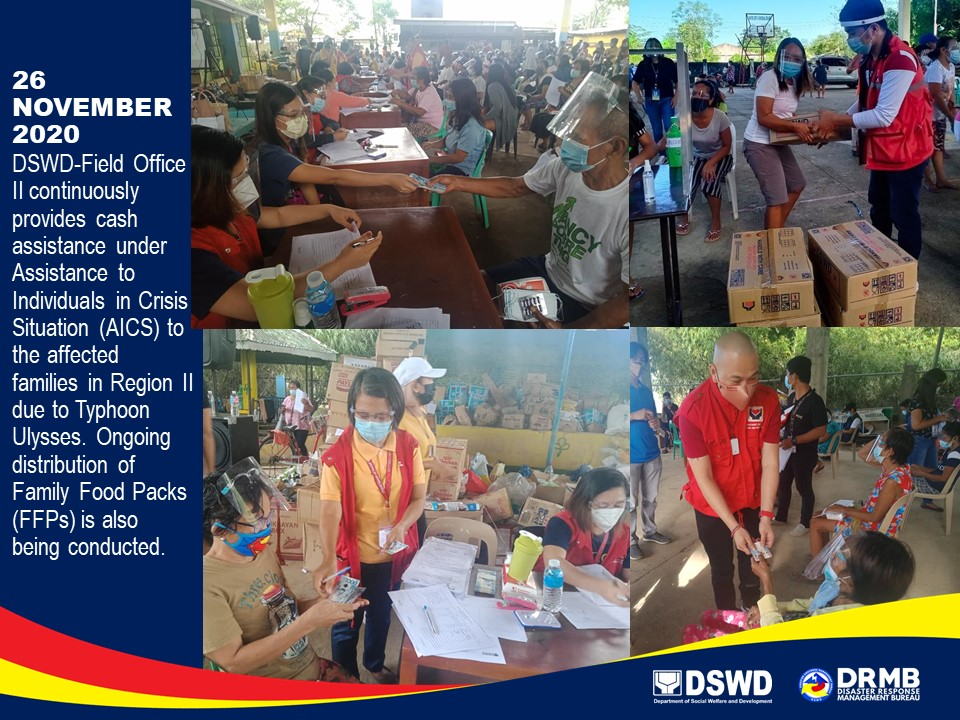 26
NOVEMBER
2020
DSWD-Field Office
II continuously
provides cash
assistance under
Assistance to
Individuals in Crisis
Situation (AICS) to
the affected
families in Region II
due to Typhoon
Ulysses. Ongoing
distribution of
Family Food Packs
(FFPs) is also
being conducted.
DSWD
Department of Social Welfare and Development
DRMB
DISASTER RESPONSE
MANAGEMENT BUREAU